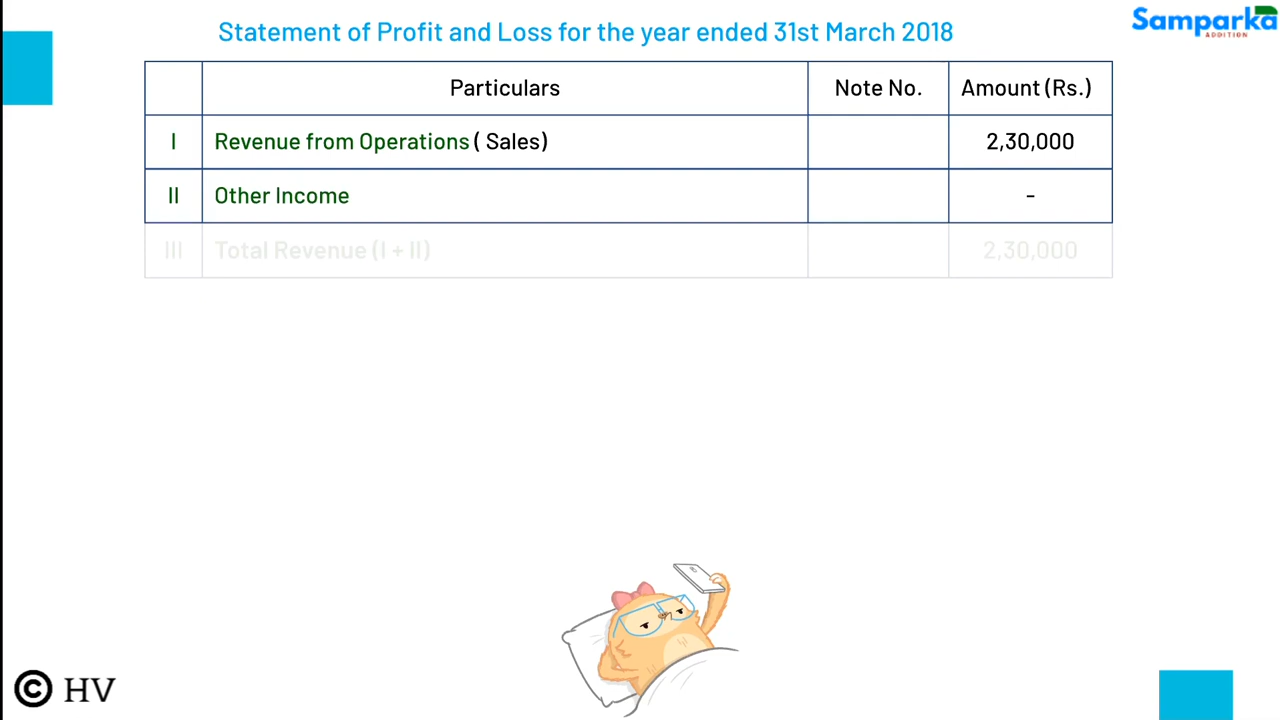 Statement of Profit and Loss for the year ended 31st March 2018
Samparka
ADDITION
Particulars Note No. Amount (Rs.)
I Revenue from Operations ( Sales) 2,30,000
II Other Income -
III Total Revenue (I + II) 2,30,000
© HV